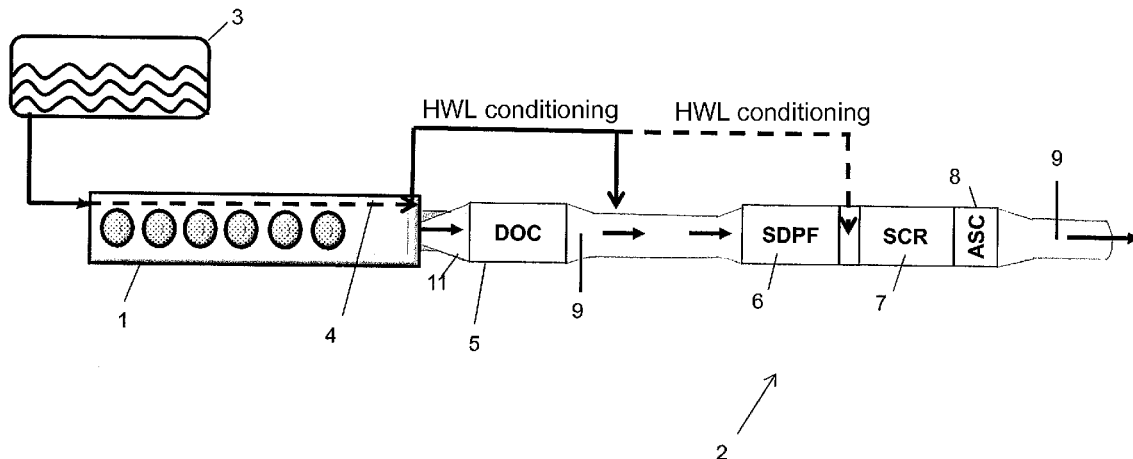 3
HWL conditioning
HWL conditioning
9
8
DOC
SDPF
SCR
ASC
11
1
4
5
9
6
7
2